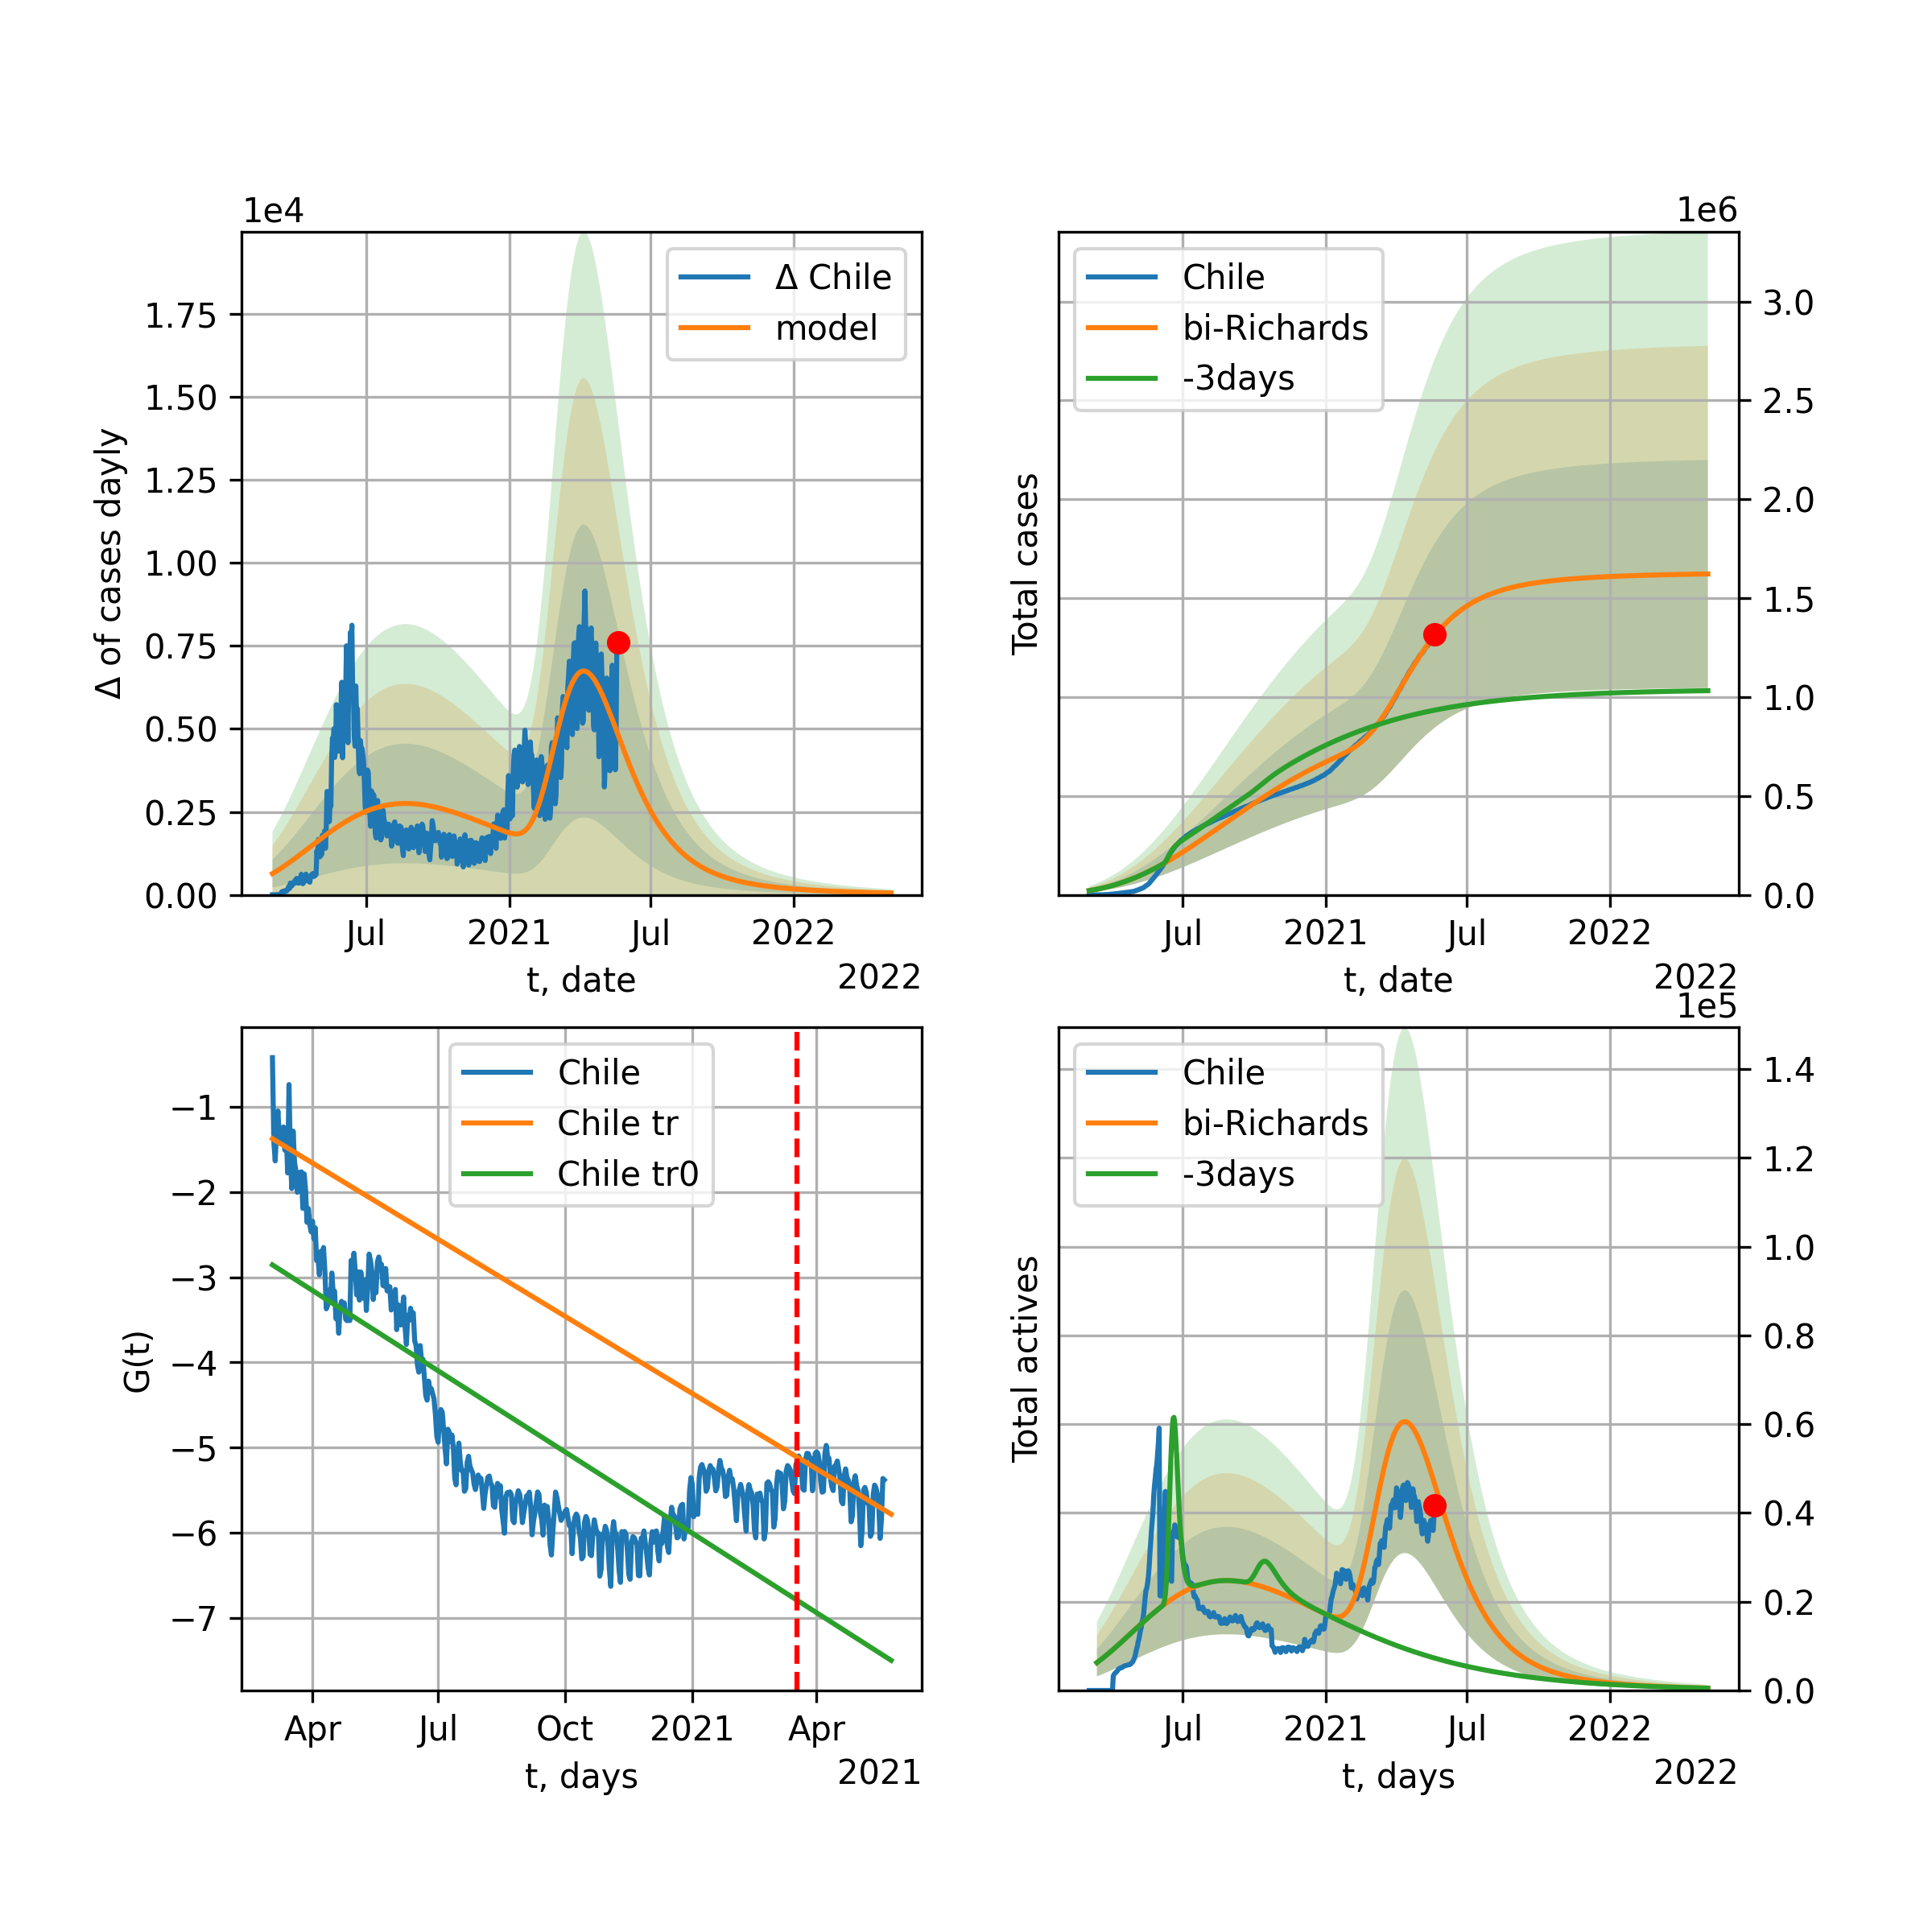 1e4
Δ of cases dayly
1.75
1.50
1.25
1.00
0.75
0.50
0.25
0.00
Δ Chile
model
Jul
2021
Jul
2022
t, date
2022
1e6
Total cases
Chile
bi-Richards
-3days
3.0
2.5
2.0
1.5
1.0
0.5
0.0
Jul
2021
Jul
2022
t, date
2022
G(t)
−1
−2
−3
−4
−5
−6
−7
Chile
Chile tr
Chile tr0
Apr
Jul
Oct
2021
Apr
t, days
2021
1e5
Total actives
Chile
bi-Richards
-3days
1.4
1.2
1.0
0.8
0.6
0.4
0.2
0.0
Jul
2021
Jul
2022
t, days
2022